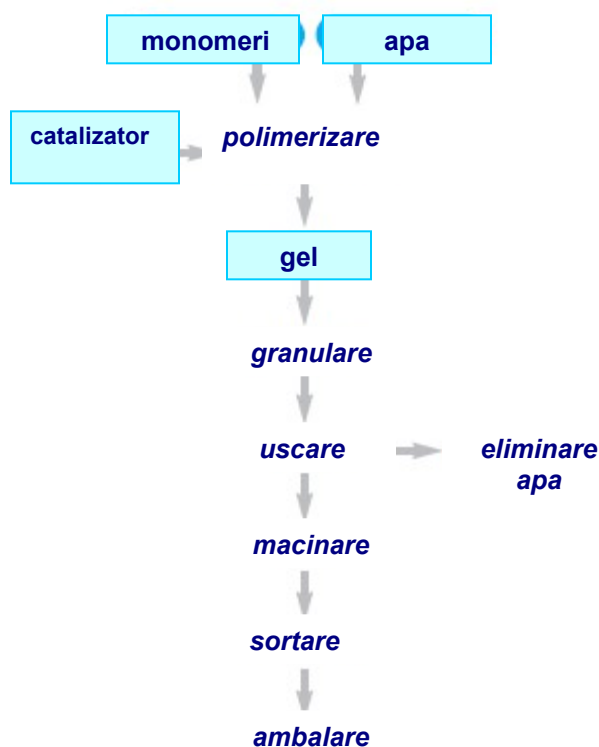 monomeri
apa
catalizator
polimerizare
gel
granulare
uscare
eliminare
apa
macinare
sortare
ambalare